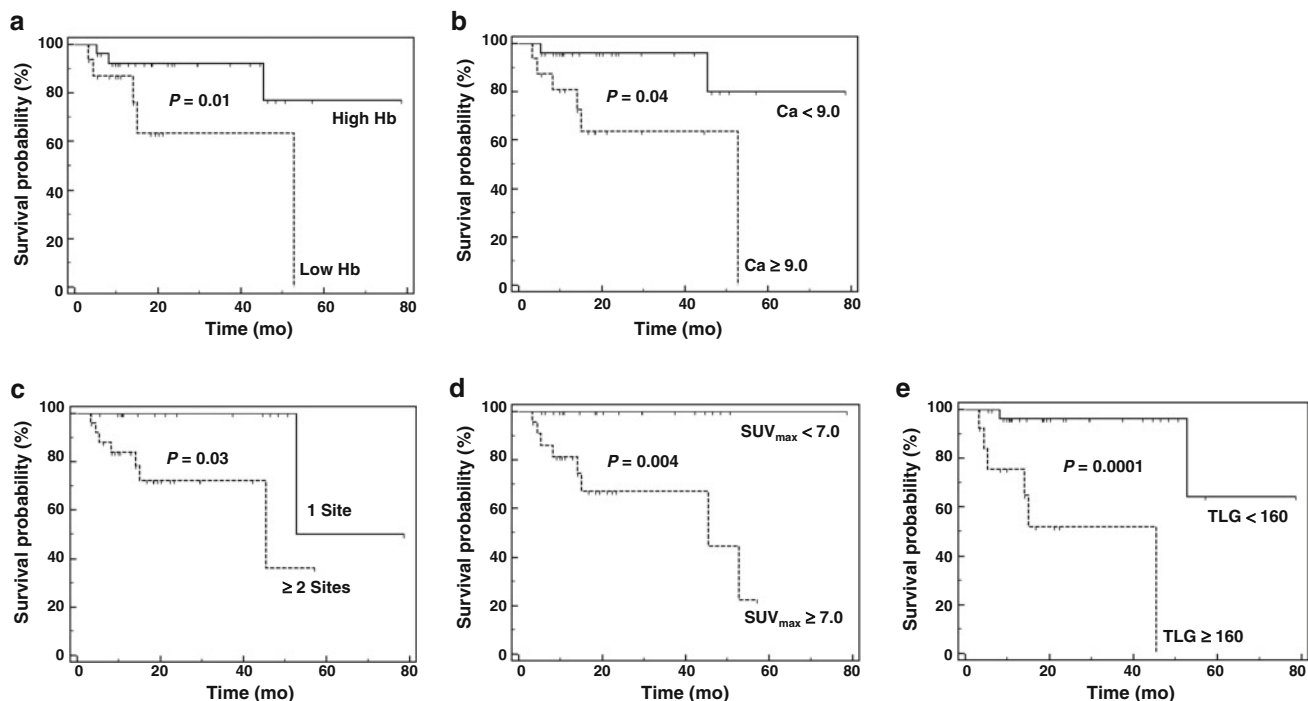 a
Survival probability (%)
100
80
60
40
20
0
P = 0.01
High Hb
Low Hb
0 20 40 60 80
Time (mo)
b
Survival probability (%)
100
80
60
40
20
0
P = 0.04
Ca < 9.0
Ca ≥ 9.0
0 20 40 60 80
Time (mo)
c
Survival probability (%)
100
80
60
40
20
0
P = 0.03
1 Site
≥ 2 Sites
0 20 40 60 80
Time (mo)
d
Survival probability (%)
100
80
60
40
20
0
SUVmax < 7.0
P = 0.004
SUVmax ≥ 7.0
0 20 40 60 80
Time (mo)
e
Survival probability (%)
100
80
60
40
20
0
P = 0.0001
TLG < 160
TLG ≥ 160
0 20 40 60 80
Time (mo)